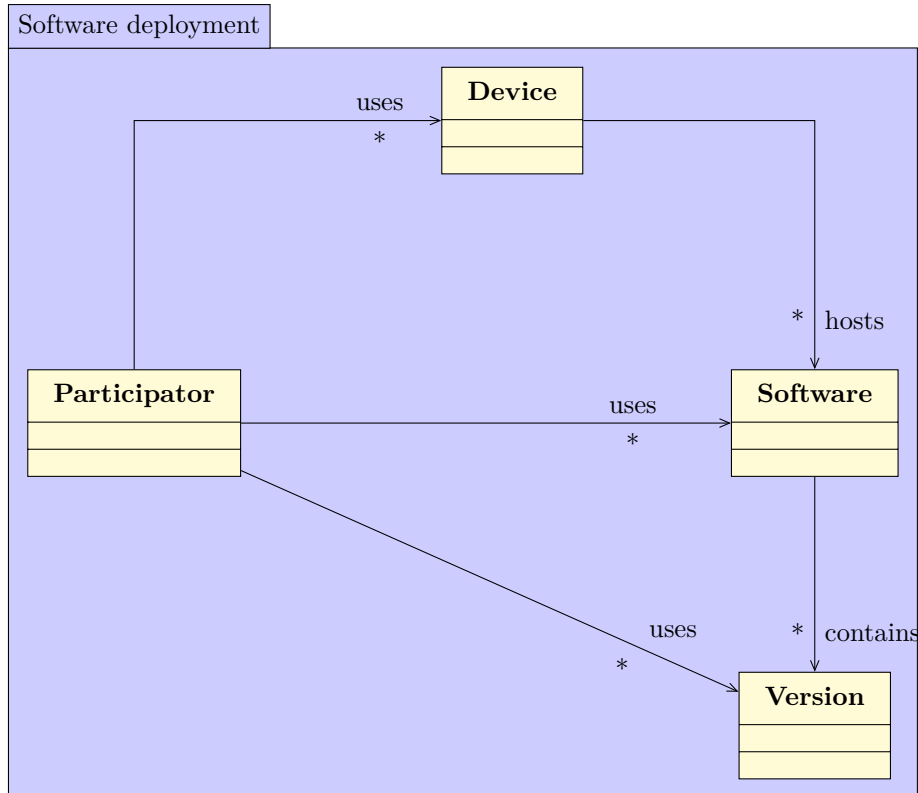 Software deployment
Device
uses
*
* hosts
Participator
Software
uses
*
uses
*
* contains
Version